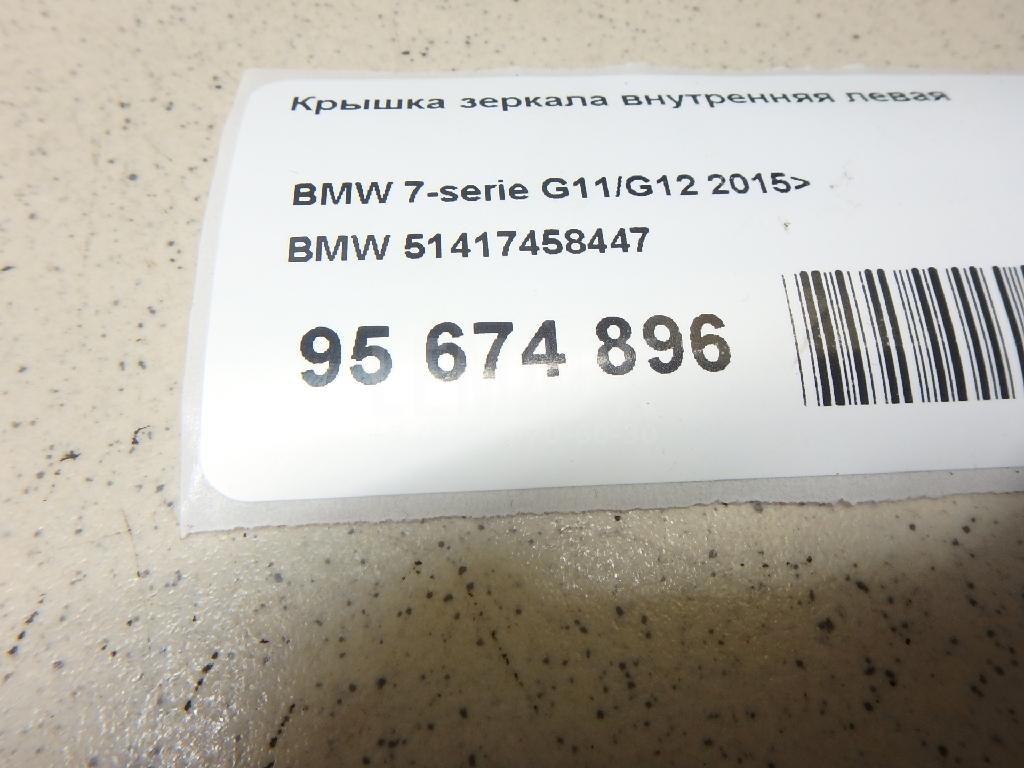 Крышка зеркала внутренняя левая
BMW 7-serie G11/G12 2015>
BMW 51417458447
95 674 896